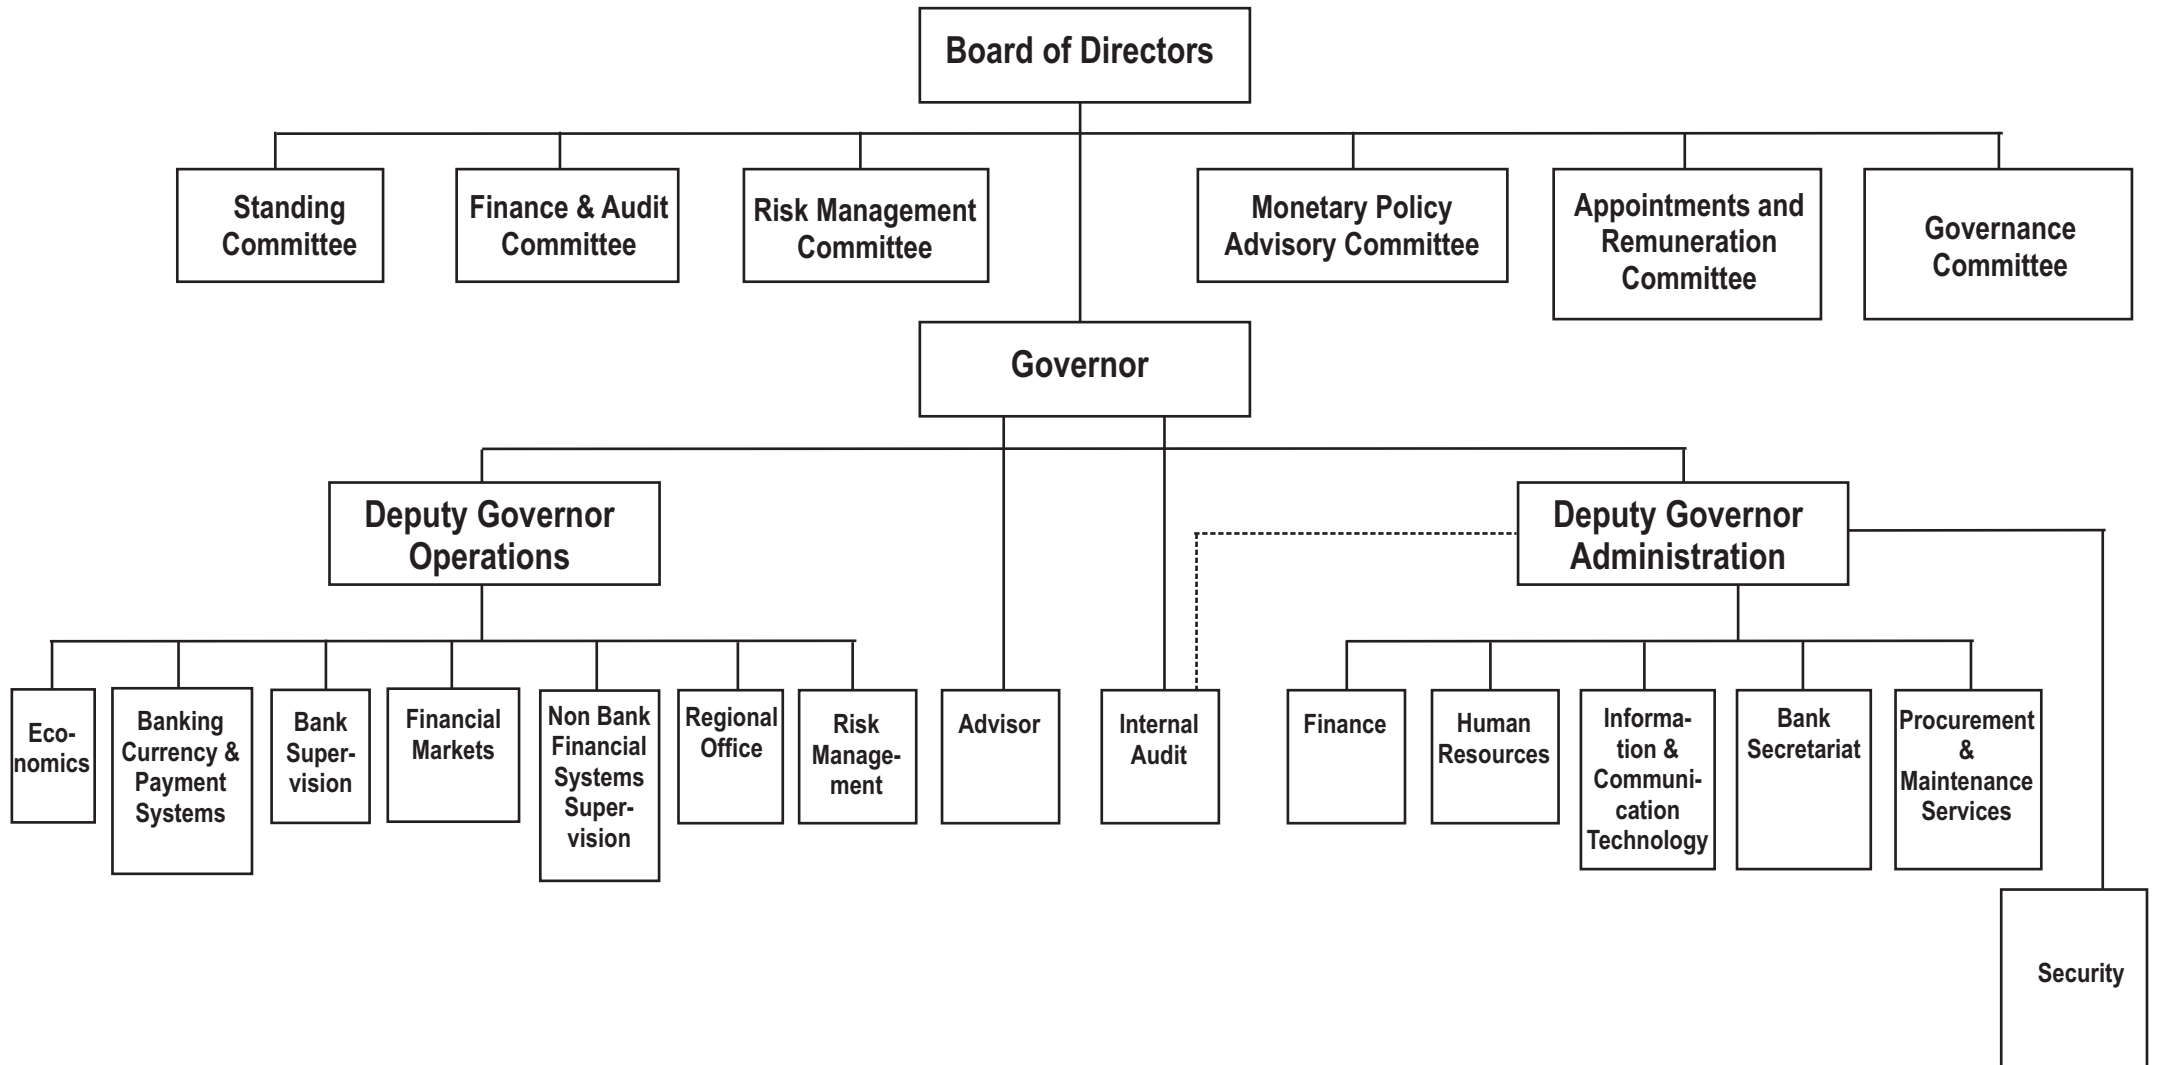 Board of Directors
Standing
Committee
Finance & Audit
Committee
Risk Management
Committee
Monetary Policy
Advisory Committee
Appointments and
Remuneration
Committee
Governance
Committee
Governor
Deputy Governor
Operations
Deputy Governor
Administration
Eco-
nomics
Banking
Currency &
Payment
Systems
Bank
Super-
vision
Financial
Markets
Non Bank
Financial
Systems
Super-
vision
Regional
Office
Risk
Manage-
ment
Advisor
Internal
Audit
Finance
Human
Resources
Informa-
tion &
Communi-
cation
Technology
Bank
Secretariat
Procurement
&
Maintenance
Services
Security